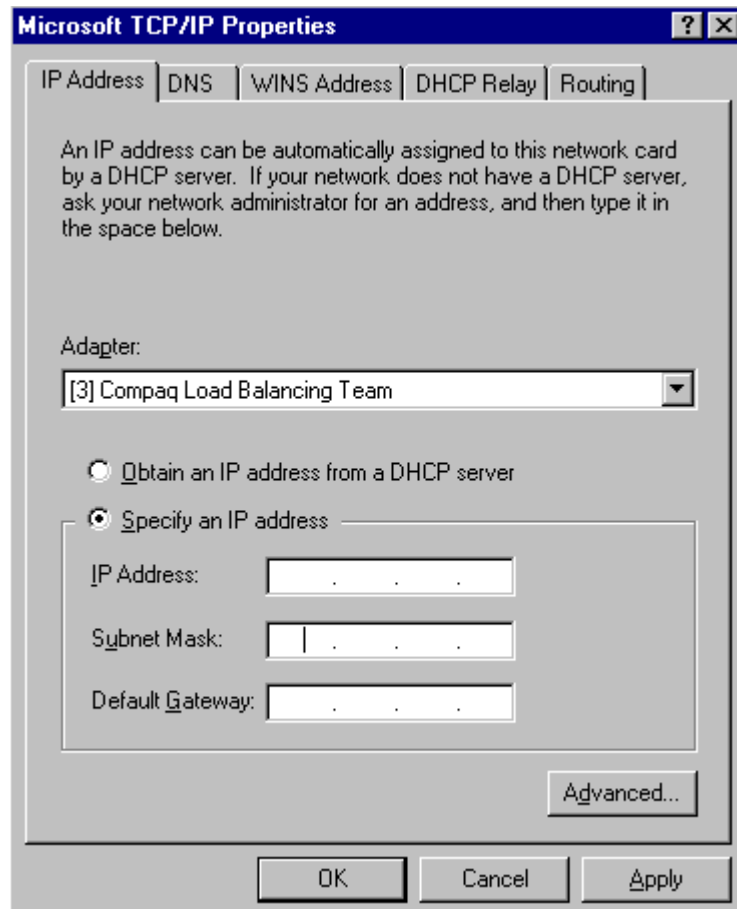 Microsoft TCP/IP Properties
IP Address DNS WINS Address DHCP Relay Routing
An IP address can be automatically assigned to this network card
by a DHCP server. If your network does not have a DHCP server,
ask your network administrator for an address, and then type it in
the space below.
Adapter:
[3] Compaq Load Balancing Team
Obtain an IP address from a DHCP server
Specify an IP address
IP Address: . . .
Subnet Mask: . . .
Default Gateway: . . .
Advanced...
OK Cancel Apply